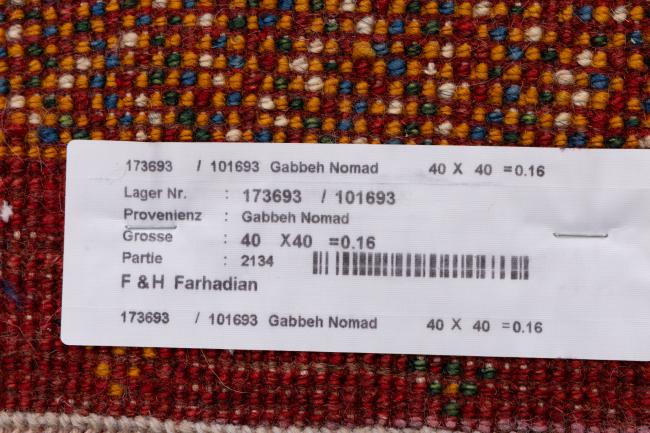 173693 / 101693 Gabbeh Nomad 40 X 40 =0.16
Lager Nr. : 173693 / 101693
Provenienz : Gabbeh Nomad
Grosse : 40 X40 =0.16
Partie : 2134
F & H Farhadian
173693 / 101693 Gabbeh Nomad 40 X 40 =0.16